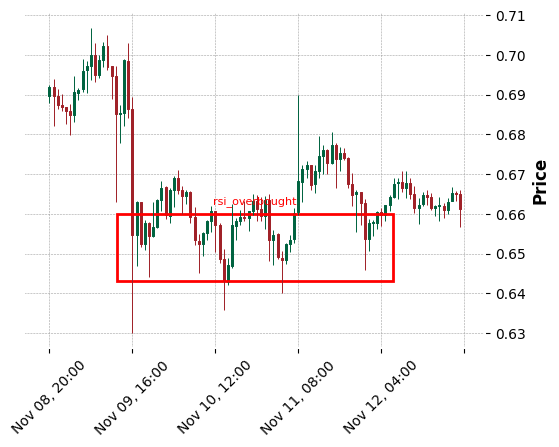 0.71
0.70
0.69
0.68
0.67
rsi_overbought
0.66
0.65
0.64
0.63
Price
Nov 08, 20:00
Nov 09, 16:00
Nov 10, 12:00
Nov 11, 08:00
Nov 12, 04:00